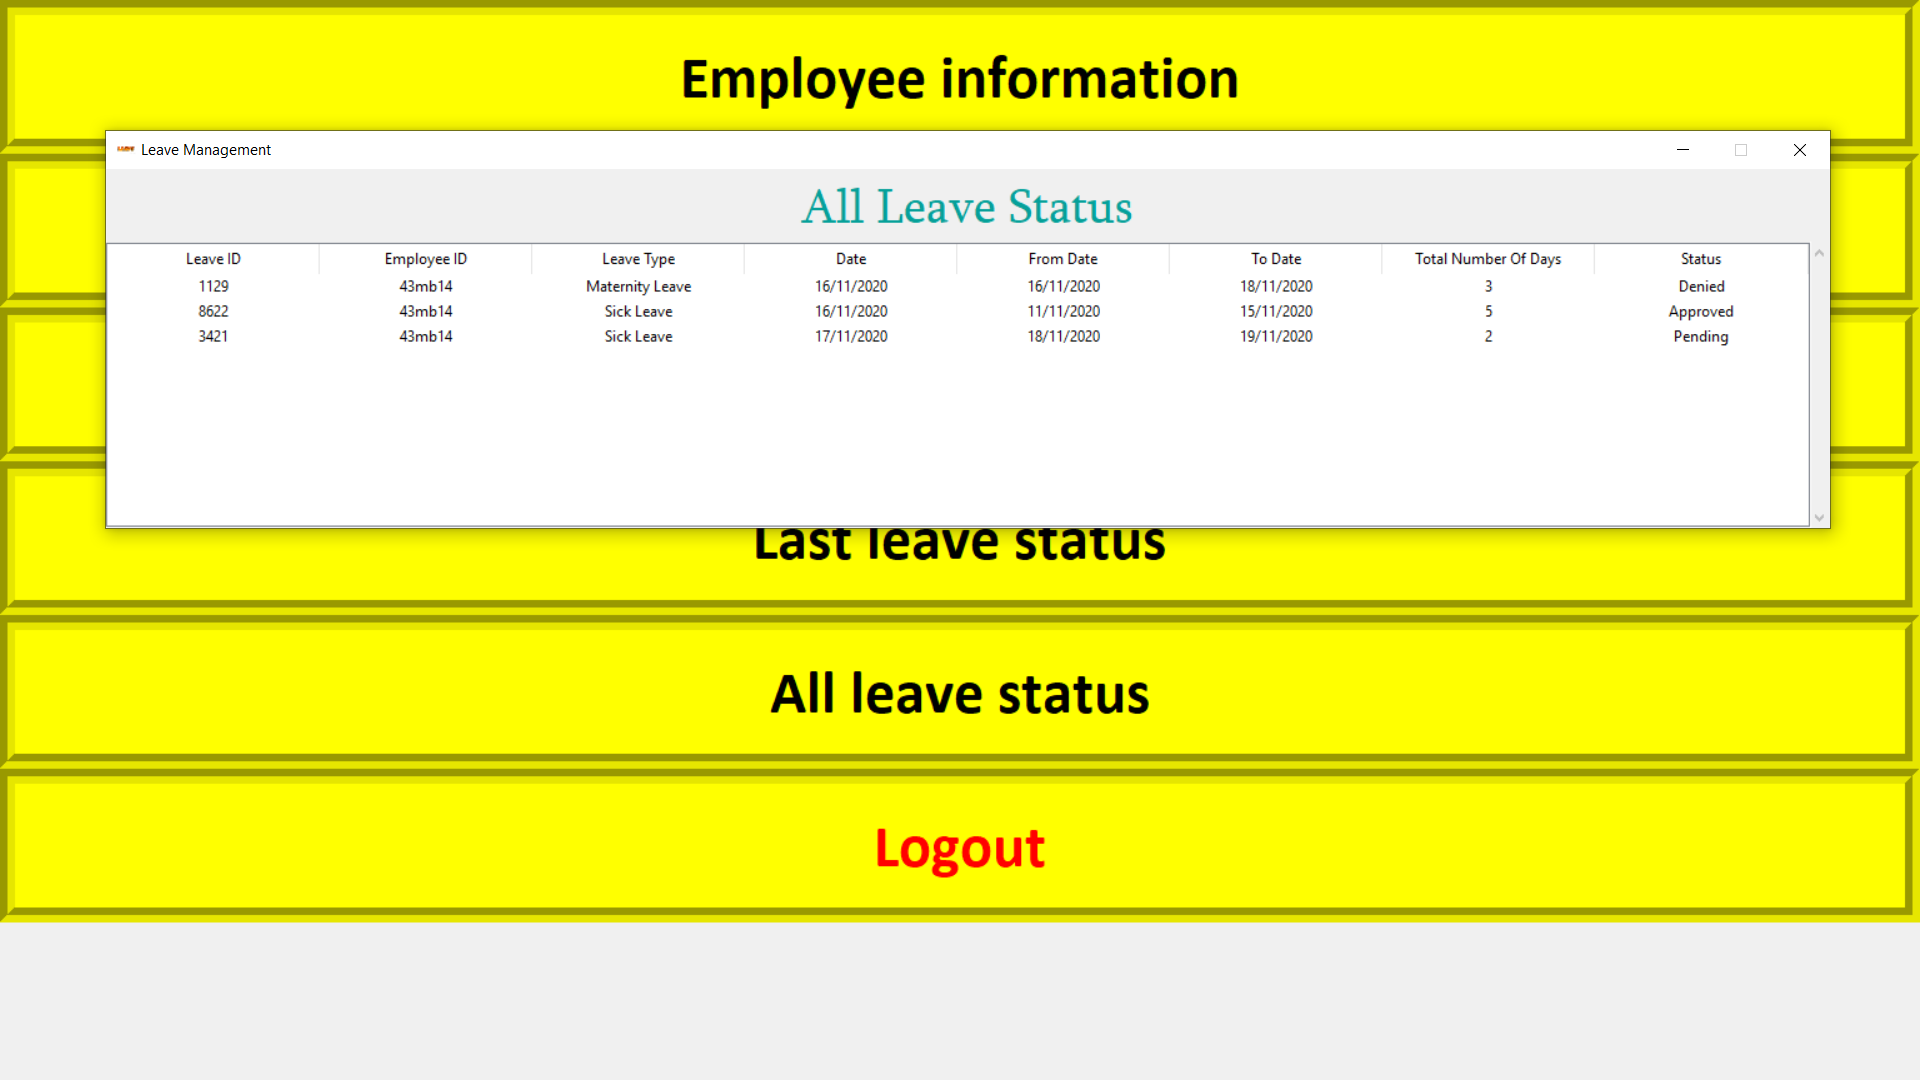 Employee information
Leave Management
All Leave Status
Leave ID Employee ID Leave Type Date From Date To Date Total Number Of Days Status
1129 43mb14 Maternity Leave 16/11/2020 16/11/2020 18/11/2020 3 Denied
8622 43mb14 Sick Leave 16/11/2020 11/11/2020 15/11/2020 5 Approved
3421 43mb14 Sick Leave 17/11/2020 18/11/2020 19/11/2020 2 Pending
Last leave status
All leave status
Logout